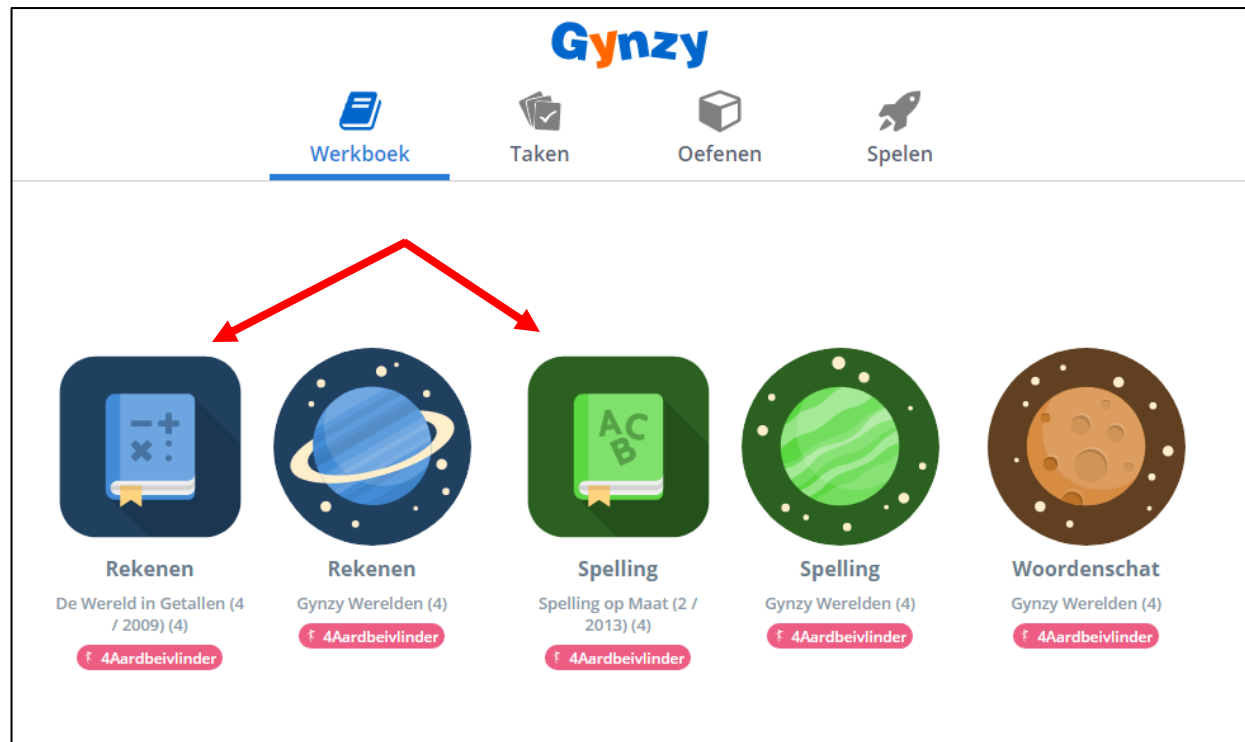 Gynzy
Werkboek Taken Oefenen Spelen
A C
B
Rekenen Rekenen Spelling Spelling Woordenschat
De Wereld in Getallen (4
/ 2009) (4)
4Aardbeivlinder
Gynzy Werelden (4)
4Aardbeivlinder
Spelling op Maat (2 /
2013) (4)
4Aardbeivlinder
Gynzy Werelden (4)
4Aardbeivlinder
Gynzy Werelden (4)
4Aardbeivlinder